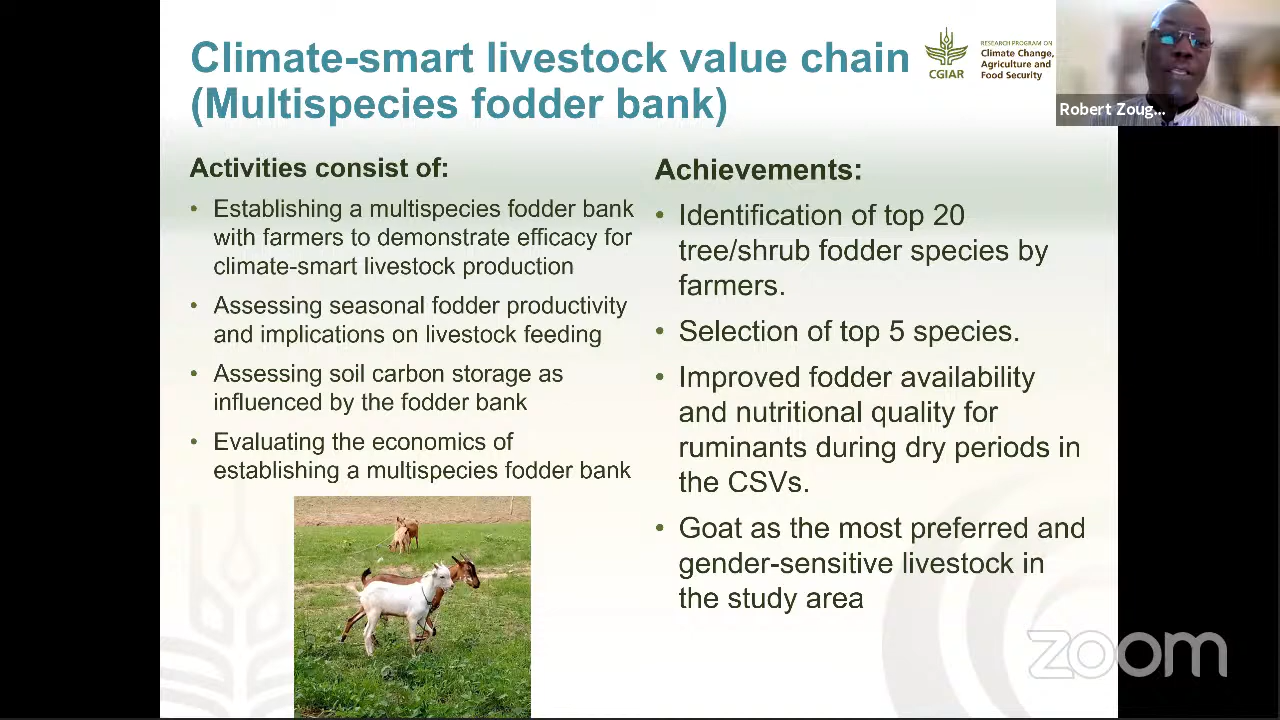 Climate-smart livestock value chain
(Multispecies fodder bank)
CGIAR
RESEARCH PROGRAM ON
Climate Change,
Agriculture and
Food Security
Robert Zoug...
Activities consist of:
• Establishing a multispecies fodder bank
with farmers to demonstrate efficacy for
climate-smart livestock production
• Assessing seasonal fodder productivity
and implications on livestock feeding
• Assessing soil carbon storage as
influenced by the fodder bank
• Evaluating the economics of
establishing a multispecies fodder bank
Achievements:
• Identification of top 20
tree/shrub fodder species by
farmers.
• Selection of top 5 species.
• Improved fodder availability
and nutritional quality for
ruminants during dry periods in
the CSVs.
• Goat as the most preferred and
gender-sensitive livestock in
the study area
zoom